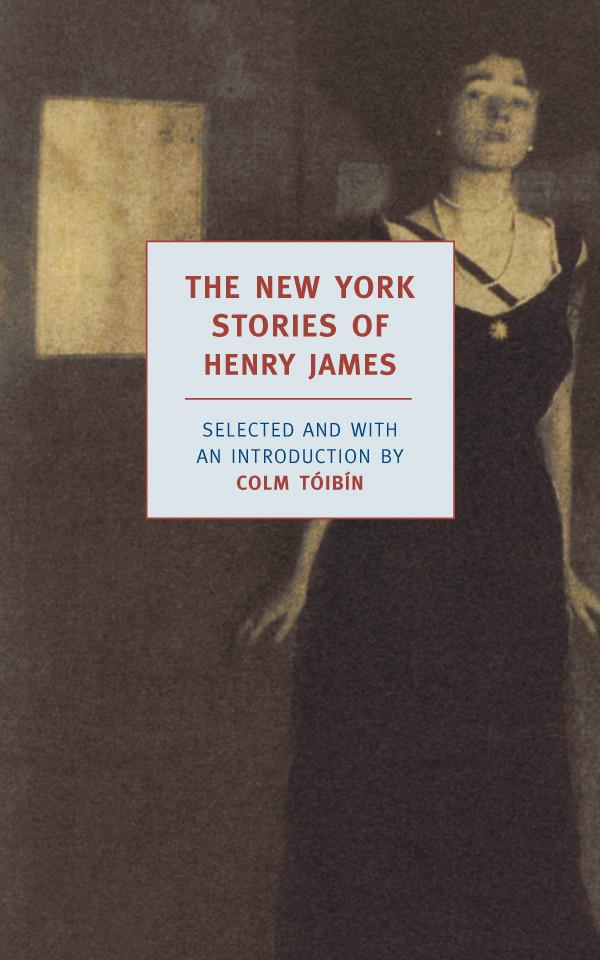 THE NEW YORK
STORIES OF
HENRY JAMES
SELECTED AND WITH
AN INTRODUCTION BY
COLM TÓIBÍN